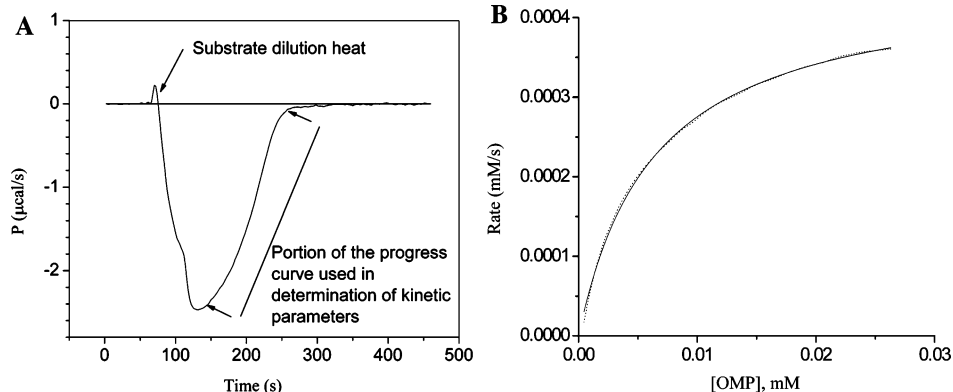 A
1
0
-1
-2
P (μcal/s)
Substrate dilution heat
Portion of the progress
curve used in
determination of kinetic
parameters
0
100
200
300
400
500
Time (s)
B
0.0004
0.0003
0.0002
0.0001
0.0000
Rate (mM/s)
0.00
0.01
0.02
0.03
[OMP], mM